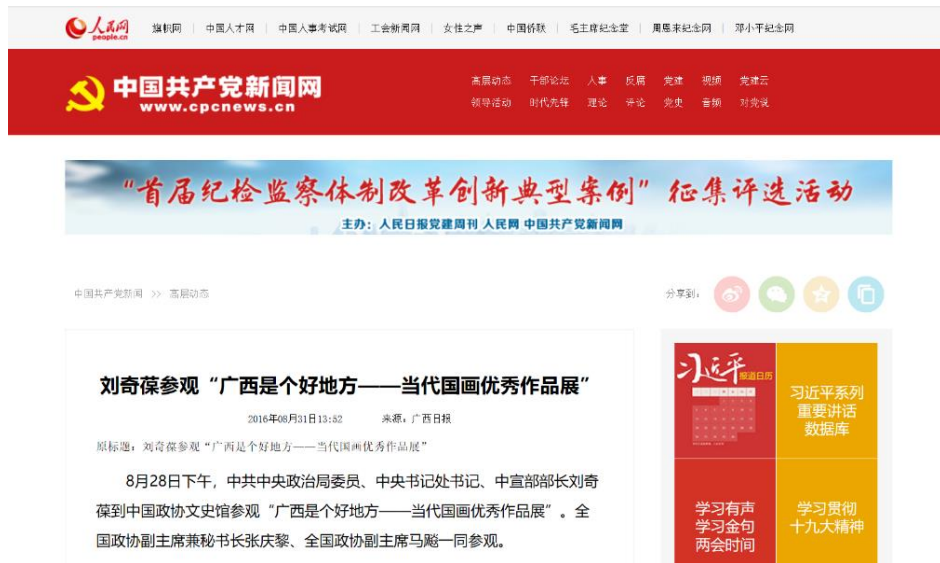 人民网
people.cn
旗帜网 | 中国人才网 | 中国人事考试网 | 工会新闻网 | 女性之声 | 中国侨联 | 毛主席纪念堂 | 周恩来纪念网 | 邓小平纪念网
中国共产党新闻网
www.cpcnews.cn
高层动态 干部论坛 人事 反腐 党建 视频 党建云
领导活动 时代先锋 理论 评论 党史 音频 对党说
“首届纪检监察体制改革创新典型案例”征集评选活动
主办：人民日报党建周刊 人民网 中国共产党新闻网
中国共产党新闻 >> 高层动态
分享到：
刘奇葆参观“广西是个好地方——当代国画优秀作品展”
2016年08月31日13:52 来源：广西日报
原标题：刘奇葆参观“广西是个好地方——当代国画优秀作品展”
8月28日下午，中共中央政治局委员、中央书记处书记、中宣部部长刘奇
葆到中国政协文史馆参观“广西是个好地方——当代国画优秀作品展”。全
国政协副主席兼秘书长张庆黎、全国政协副主席马飚一同参观。
习近平
报道日历
习近平系列
重要讲话
数据库
学习有声
学习金句
两会时间
学习贯彻
十九大精神